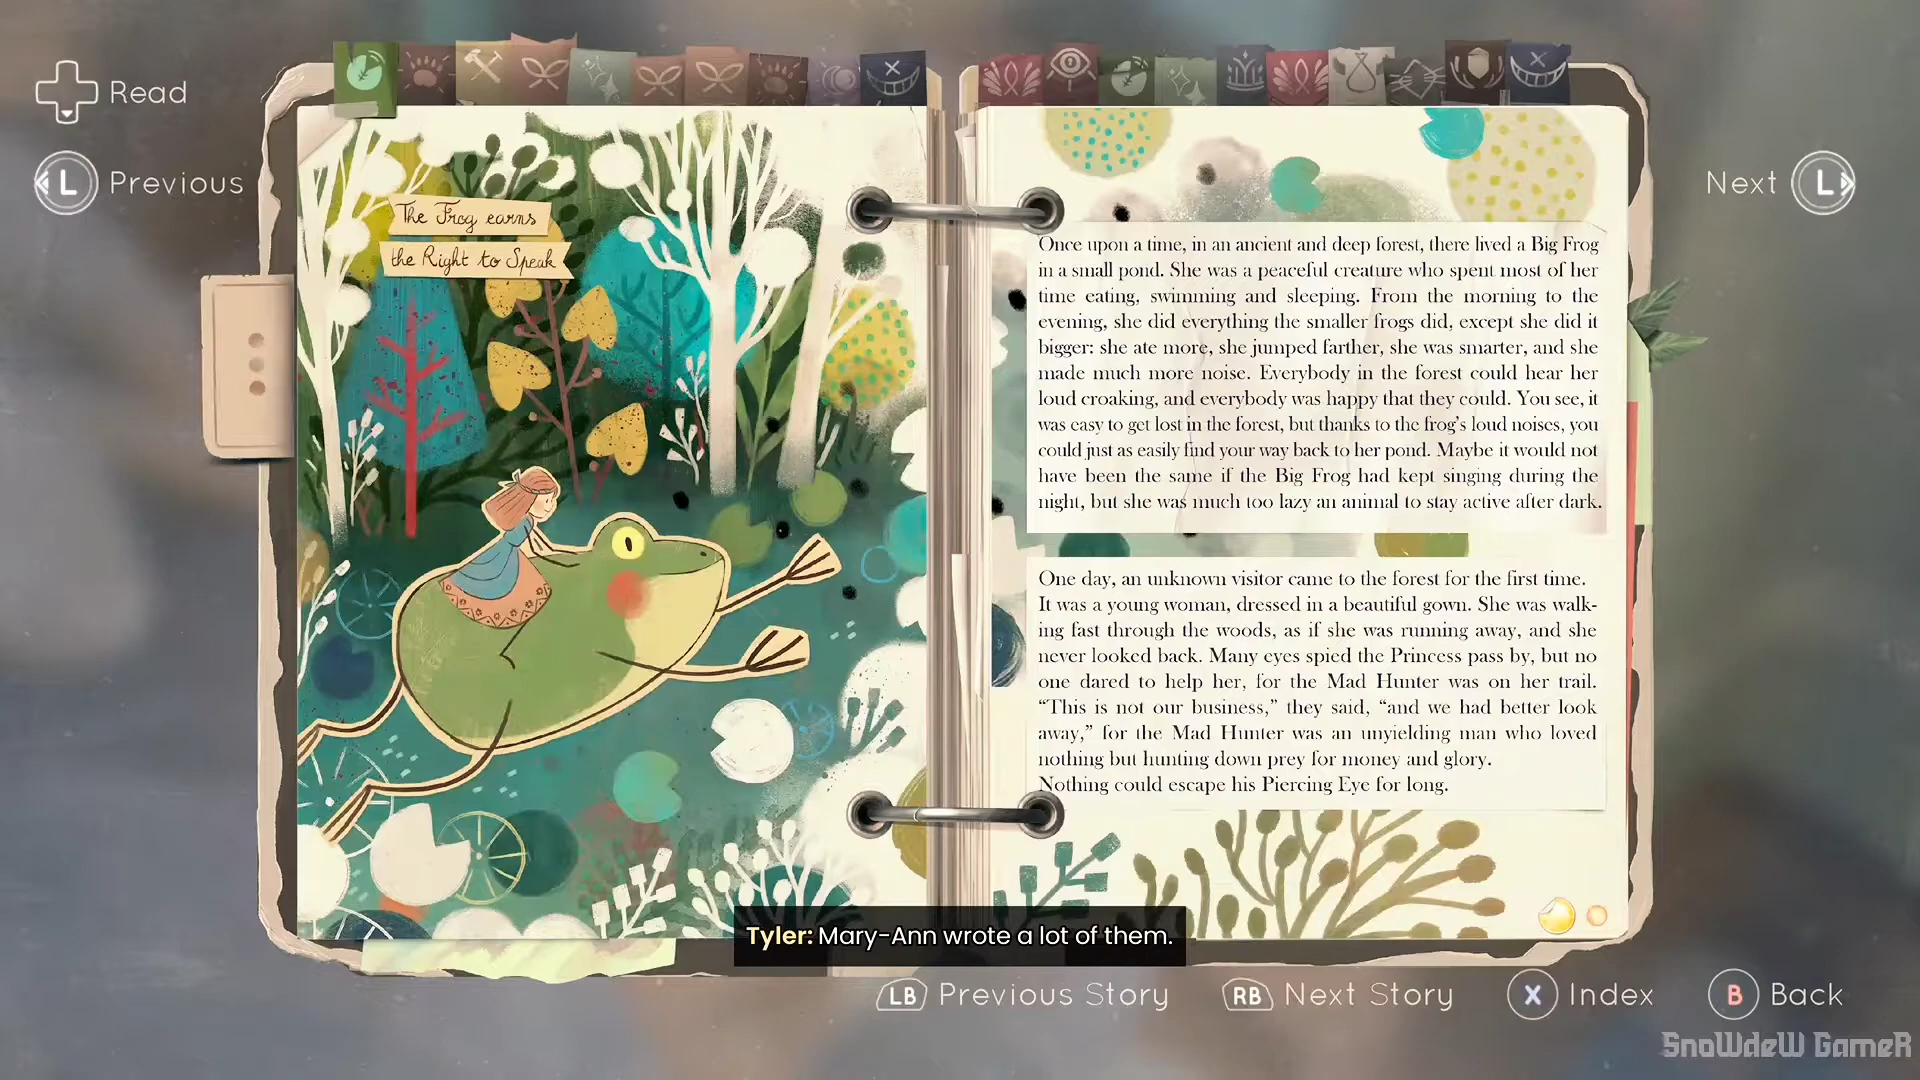 Read
L Previous
Next L
The Frog earns
the Right to Speak
Once upon a time, in an ancient and deep forest, there lived a Big Frog
in a small pond. She was a peaceful creature who spent most of her
time eating, swimming and sleeping. From the morning to the
evening, she did everything the smaller frogs did, except she did it
bigger: she ate more, she jumped farther, she was smarter, and she
made much more noise. Everybody in the forest could hear her
loud croaking, and everybody was happy that they could. You see, it
was easy to get lost in the forest, but thanks to the frog's loud noises, you
could just as easily find your way back to her pond. Maybe it would not
have been the same if the Big Frog had kept singing during the
night, but she was much too lazy an animal to stay active after dark.
One day, an unknown visitor came to the forest for the first time.
It was a young woman, dressed in a beautiful gown. She was walk-
ing fast through the woods, as if she was running away, and she
never looked back. Many eyes spied the Princess pass by, but no
one dared to help her, for the Mad Hunter was on her trail.
“This is not our business,” they said, “and we had better look
away,” for the Mad Hunter was an unyielding man who loved
nothing but hunting down prey for money and glory.
Nothing could escape his Piercing Eye for long.
Tyler: Mary-Ann wrote a lot of them.
LB Previous Story RB Next Story X Index B Back
SnoWdeW GameR